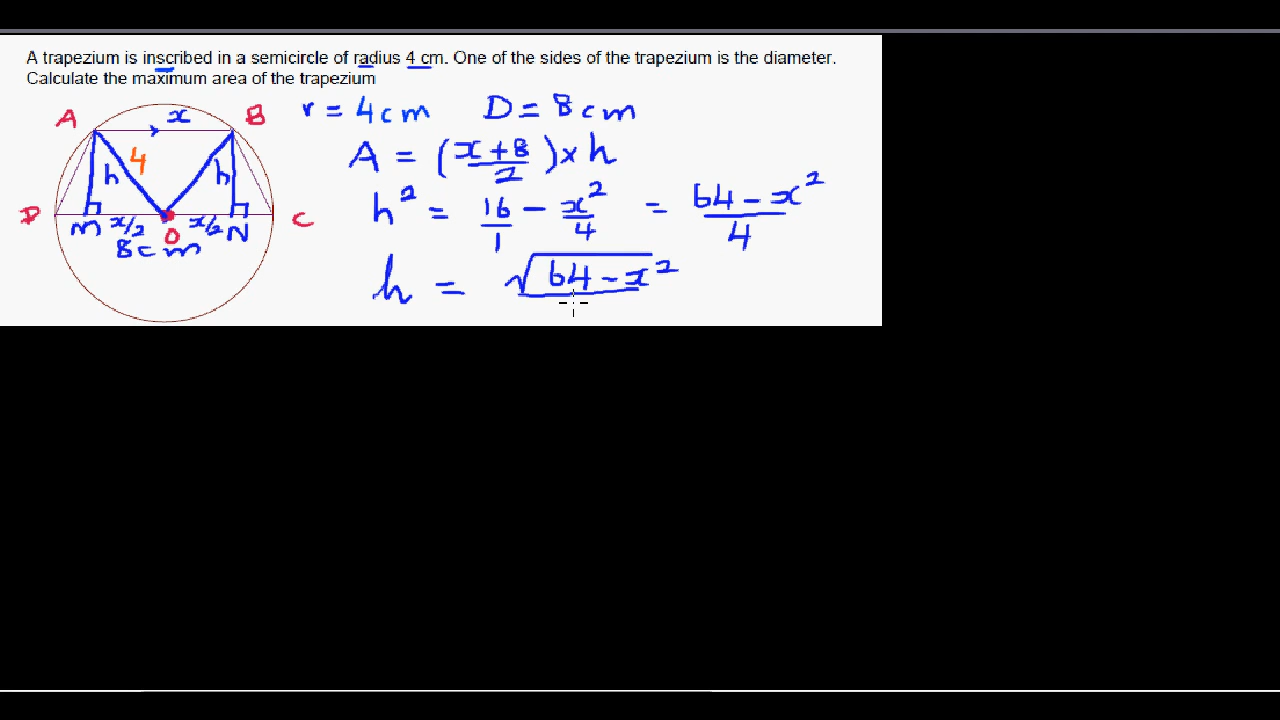 A trapezium is inscribed in a semicircle of radius 4 cm. One of the sides of the trapezium is the diameter.
Calculate the maximum area of the trapezium
A x B
r = 4cm D = 8cm
4
h h
A = (x+8/2) × h
D M x/2 O x/2 N C
8cm
h² = 16/1 − x²/4 = 64 − x²/4
h = √64 − x²